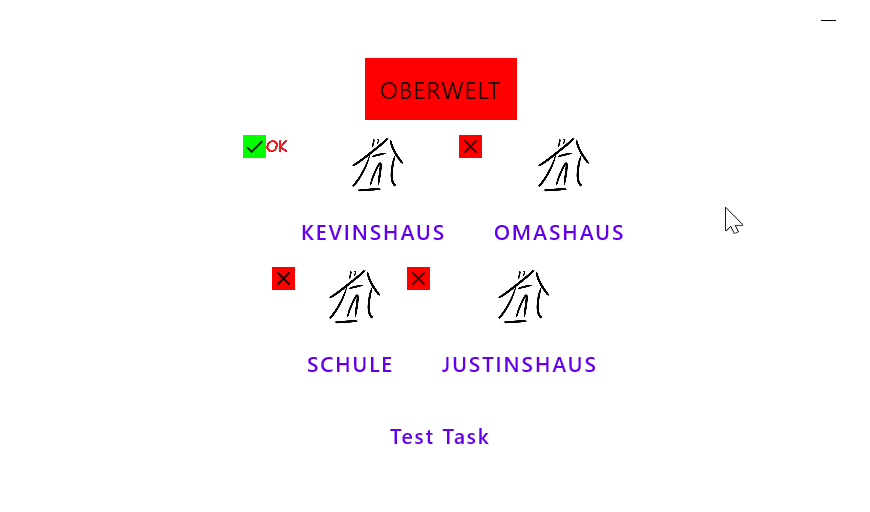 OBERWELT
OK
KEVINSHAUS OMASHAUS
SCHULE JUSTINSHAUS
Test Task